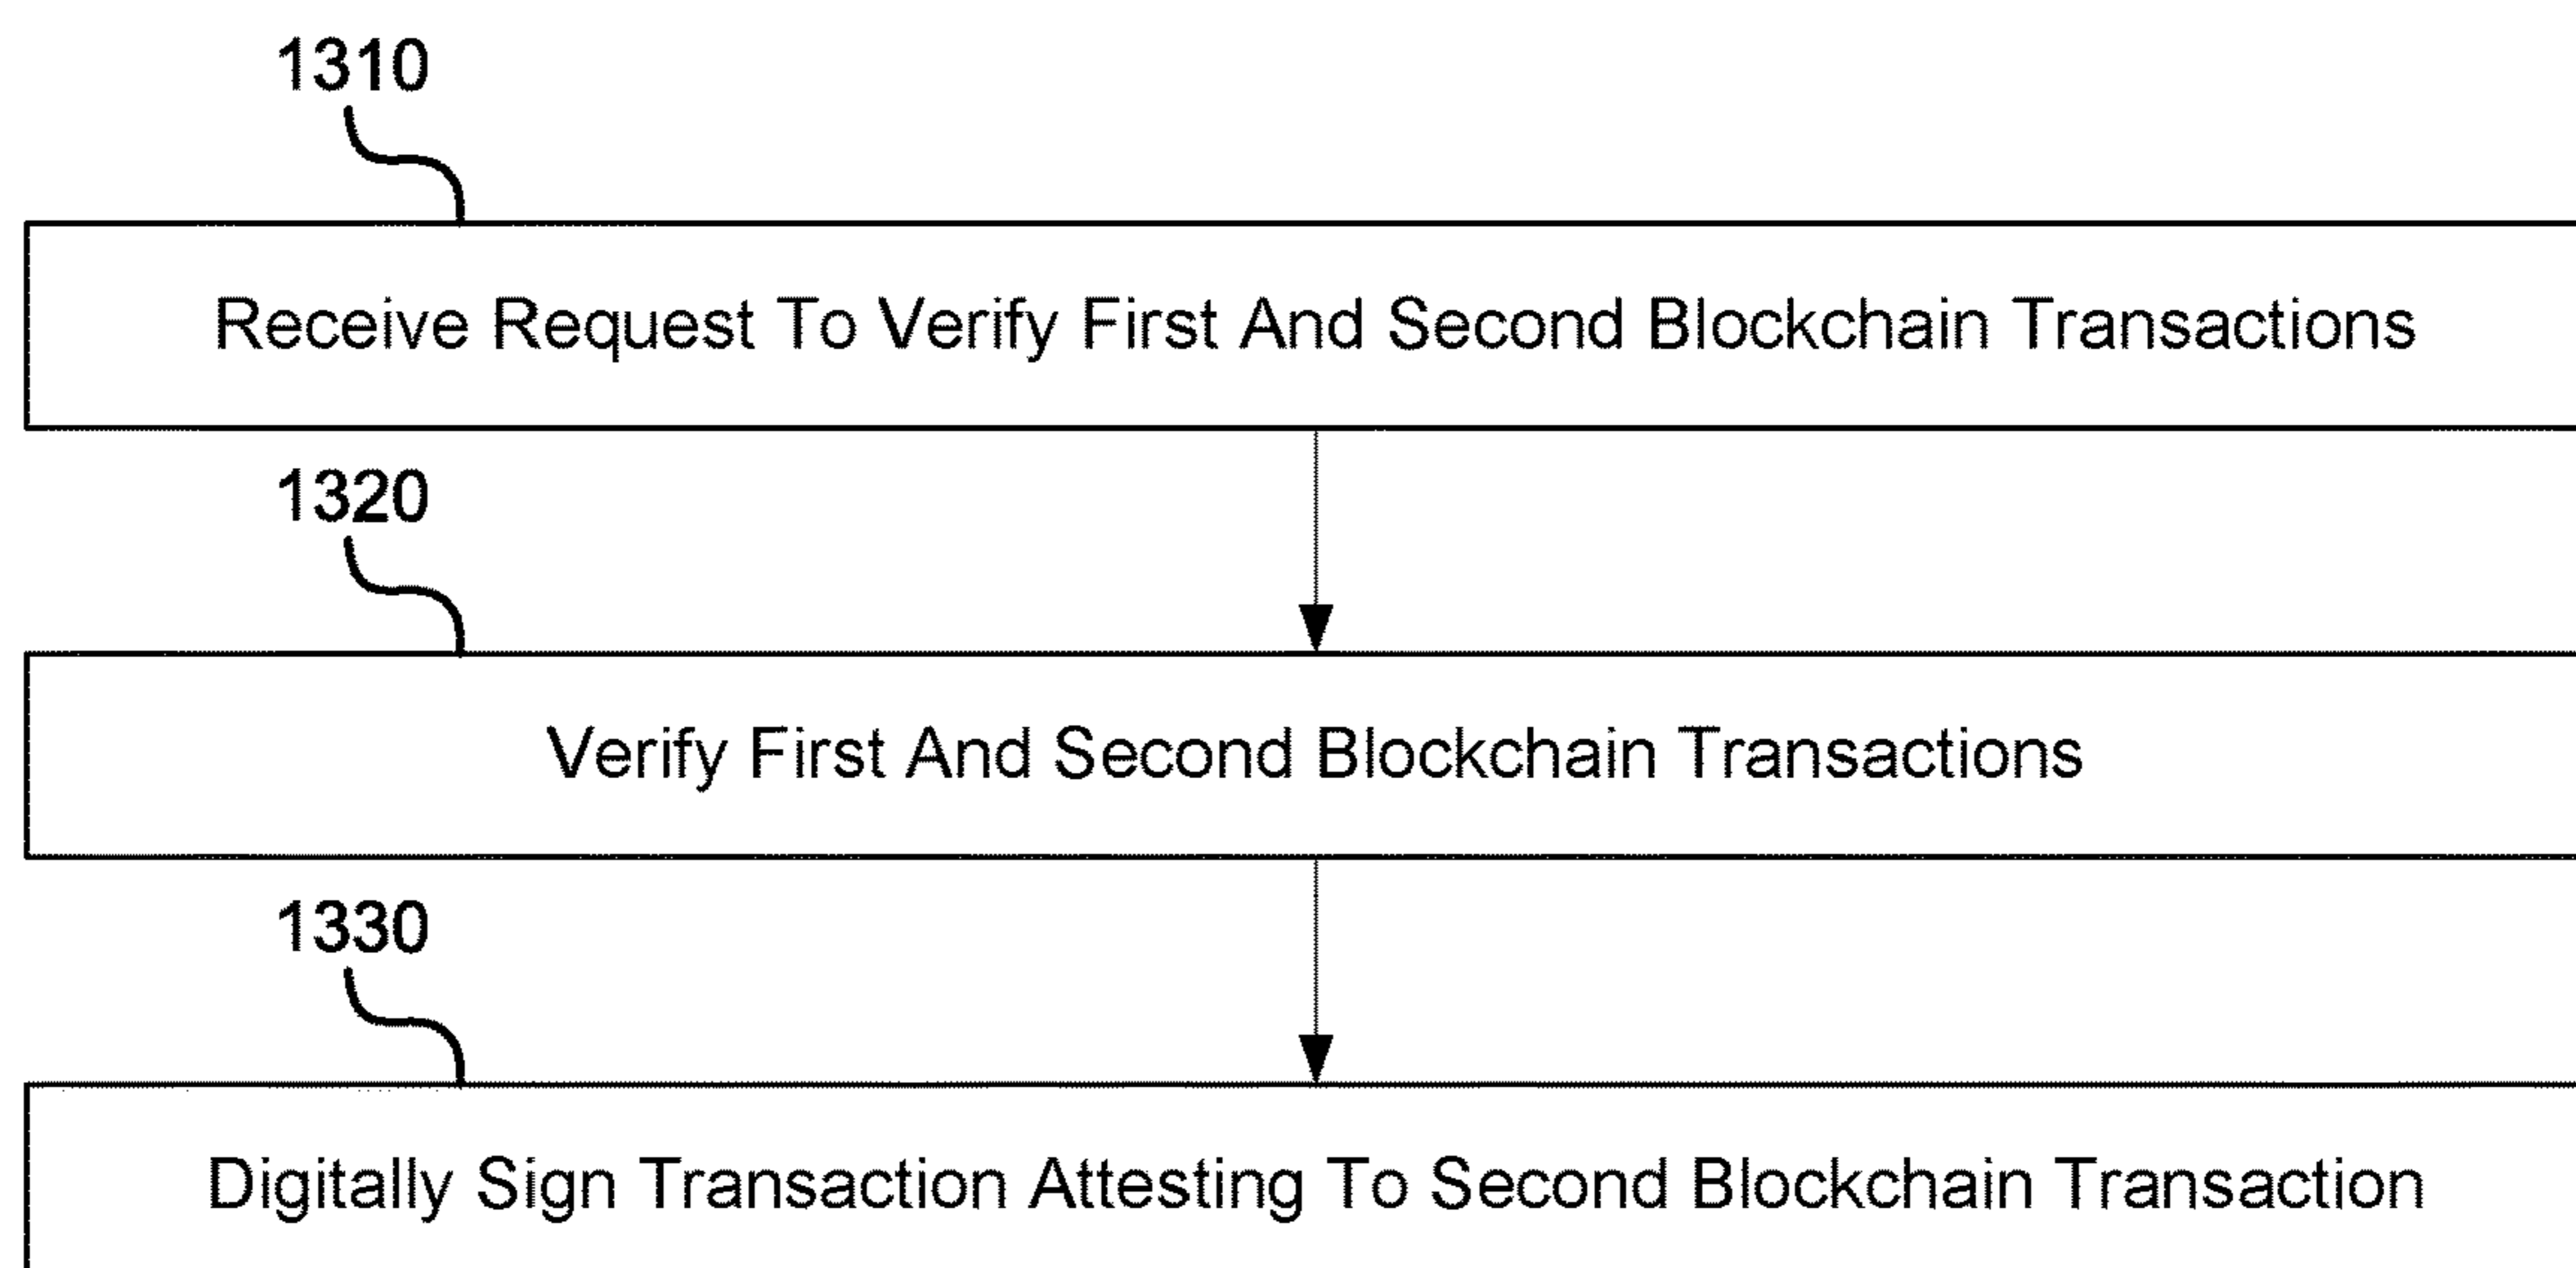 1310
Receive Request To Verify First And Second Blockchain Transactions
1320
Verify First And Second Blockchain Transactions
1330
Digitally Sign Transaction Attesting To Second Blockchain Transaction